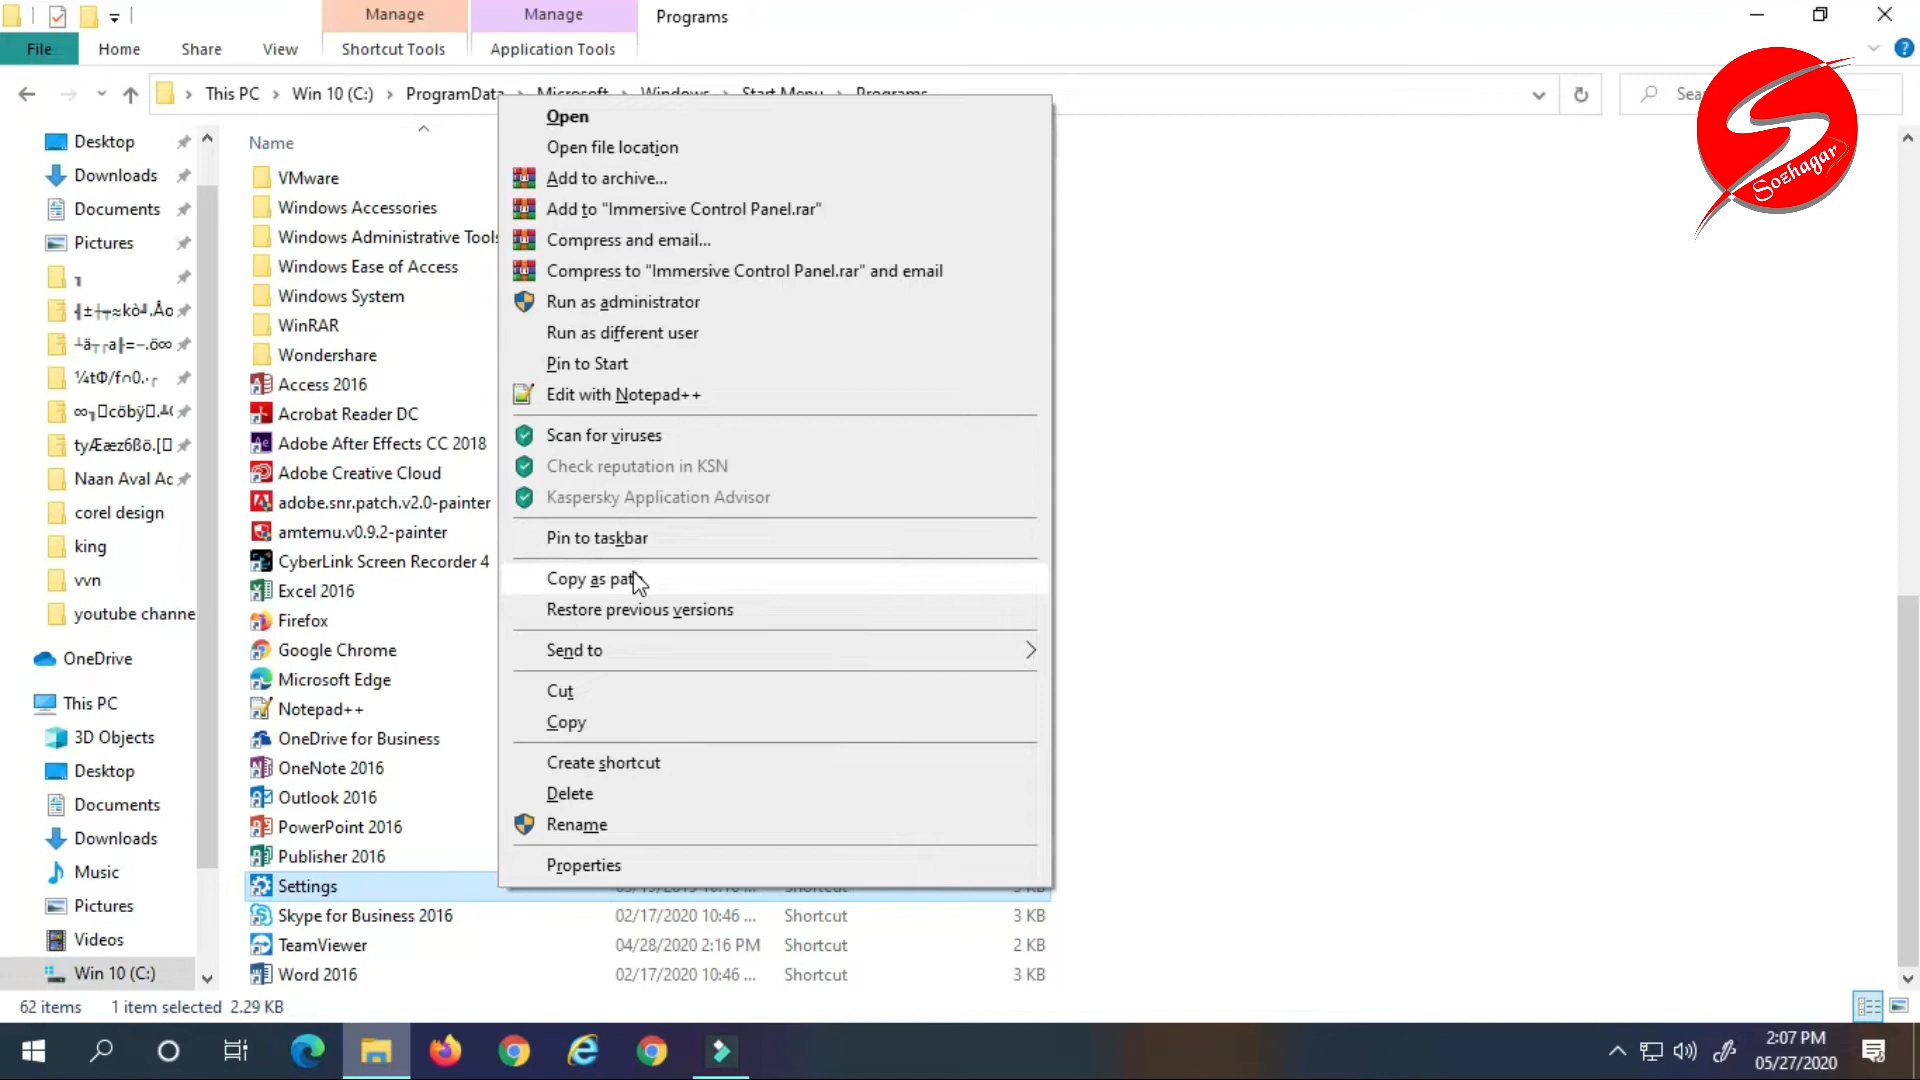 Manage
Manage
Programs
File
Home
Share
View
Shortcut Tools
Application Tools
This PC
Win 10 (C:)
ProgramData
Microsoft
Windows
Start Menu
Programs
Sozhagar
Desktop
Downloads
Documents
Pictures
Naan Aval Ac
corel design
king
vvn
youtube channe
OneDrive
This PC
3D Objects
Desktop
Documents
Downloads
Music
Pictures
Videos
Win 10 (C:)
Name
VMware
Windows Accessories
Windows Administrative Tools
Windows Ease of Access
Windows System
WinRAR
Wondershare
Access 2016
Acrobat Reader DC
Adobe After Effects CC 2018
Adobe Creative Cloud
adobe.snr.patch.v2.0-painter
amtemu.v0.9.2-painter
CyberLink Screen Recorder 4
Excel 2016
Firefox
Google Chrome
Microsoft Edge
Notepad++
OneDrive for Business
OneNote 2016
Outlook 2016
PowerPoint 2016
Publisher 2016
Settings
Skype for Business 2016 02/17/2020 10:46 ... Shortcut 3 KB
TeamViewer 04/28/2020 2:16 PM Shortcut 2 KB
Word 2016 02/17/2020 10:46 ... Shortcut 3 KB
Open
Open file location
Add to archive...
Add to "Immersive Control Panel.rar"
Compress and email...
Compress to "Immersive Control Panel.rar" and email
Run as administrator
Run as different user
Pin to Start
Edit with Notepad++
Scan for viruses
Check reputation in KSN
Kaspersky Application Advisor
Pin to taskbar
Copy as path
Restore previous versions
Send to
Cut
Copy
Create shortcut
Delete
Rename
Properties
62 items
1 item selected 2.29 KB
2:07 PM
05/27/2020